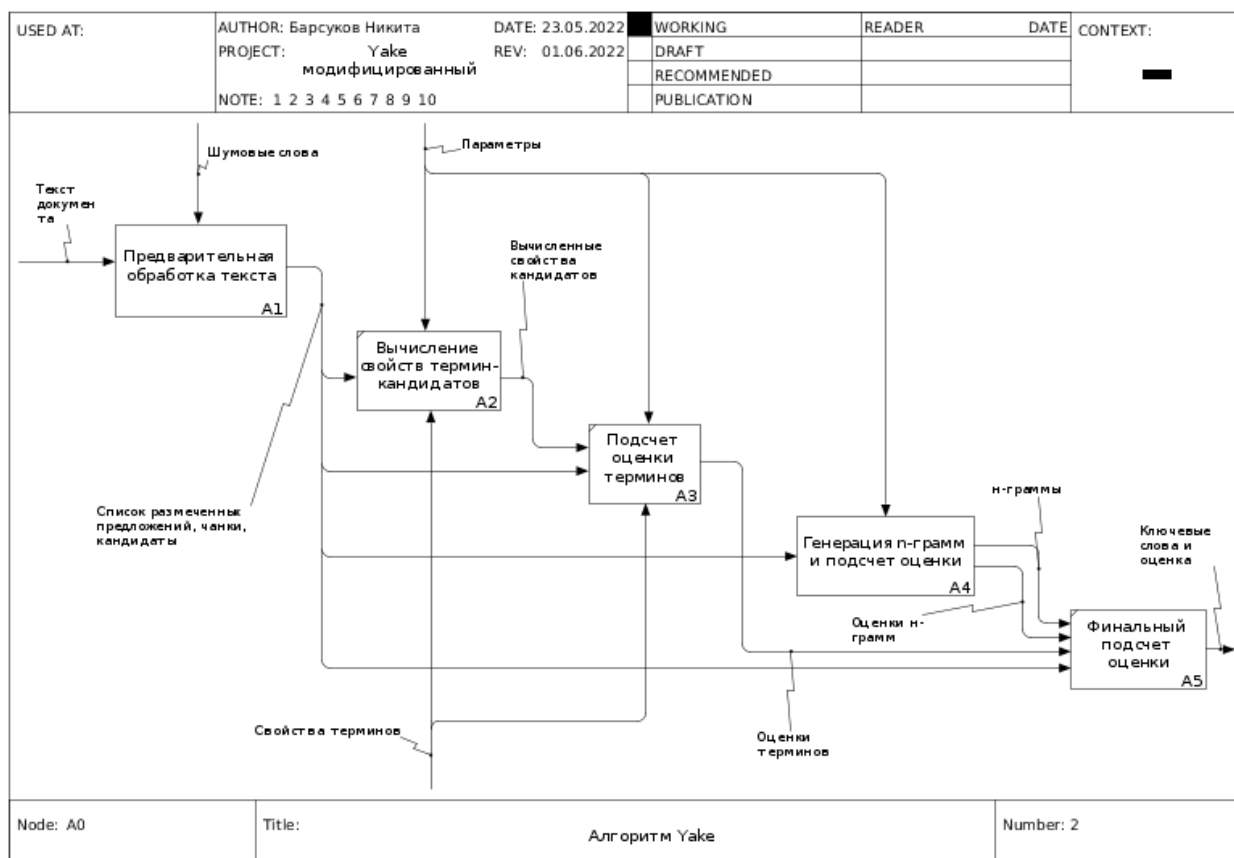 USED AT:
AUTHOR: Барсуков Никита
DATE: 23.05.2022
PROJECT: Yake
модифицированный
REV: 01.06.2022
NOTE: 1 2 3 4 5 6 7 8 9 10
WORKING
DRAFT
RECOMMENDED
PUBLICATION
READER
DATE
CONTEXT:
Шумовые слова
Параметры
Текст
докумен
та
Предварительная
обработка текста
A1
Вычисленные
свойства
кандидатов
Вычисление
свойств термин-
кандидатов
A2
Подсчет
оценки
терминов
A3
Список размеченных
предложений, чанки,
кандидаты
н-граммы
Ключевые
слова и
оценка
Генерация n-грамм
и подсчет оценки
A4
Оценки н-
грамм
Финальный
подсчет
оценки
A5
Свойства терминов
Оценки
терминов
Node: A0
Title:
Алгоритм Yake
Number: 2